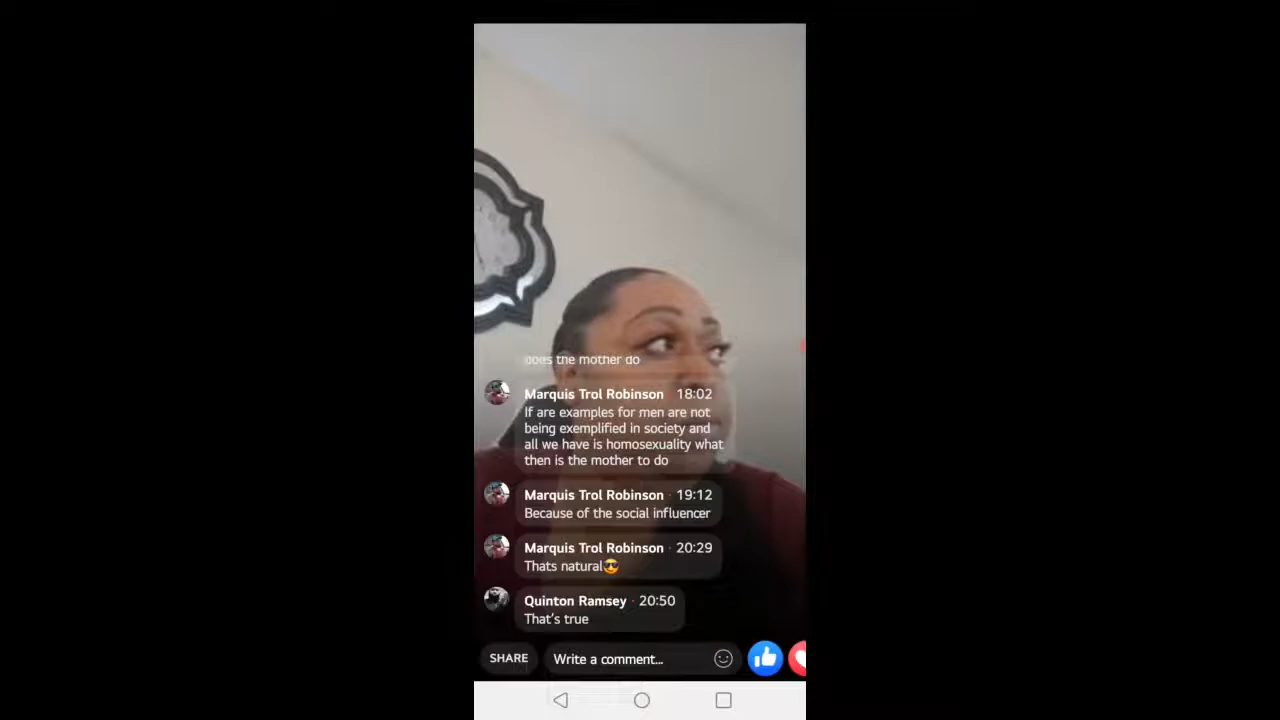 does the mother do
Marquis Trol Robinson 18:02
If are examples for men are not
being exemplified in society and
all we have is homosexuality what
then is the mother to do
Marquis Trol Robinson · 19:12
Because of the social influencer
Marquis Trol Robinson · 20:29
Thats natural😎
Quinton Ramsey · 20:50
That's true
SHARE
Write a comment...